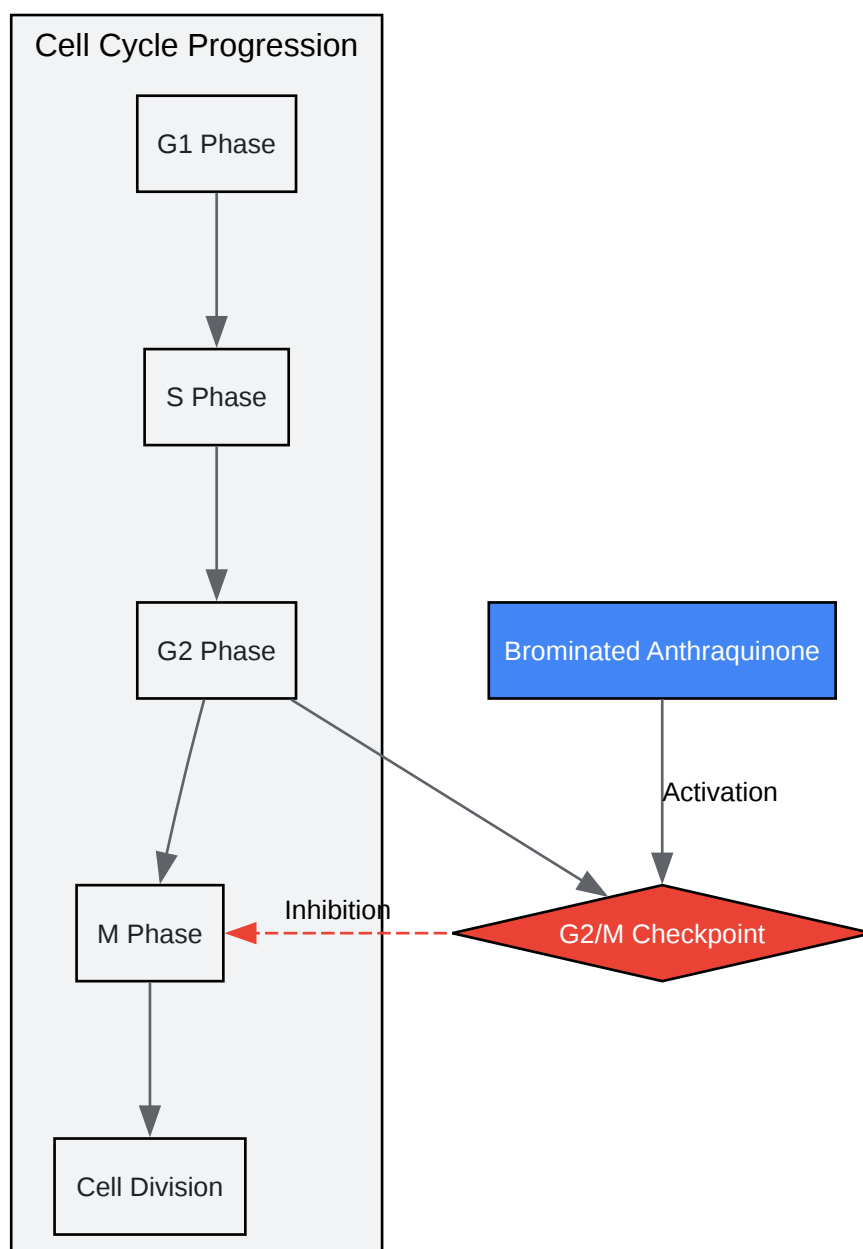 Cell Cycle Progression
G1 Phase
S Phase
G2 Phase
Brominated Anthraquinone
Activation
M Phase
Inhibition
G2/M Checkpoint
Cell Division